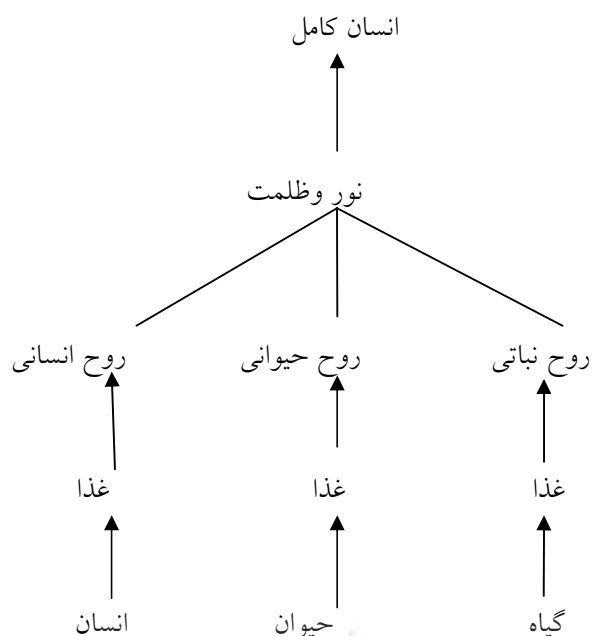 انسان کامل
نور وظلمت
روح نباتی روح حیوانی روح انسانی
غذا غذا غذا
گیاه حیوان انسان